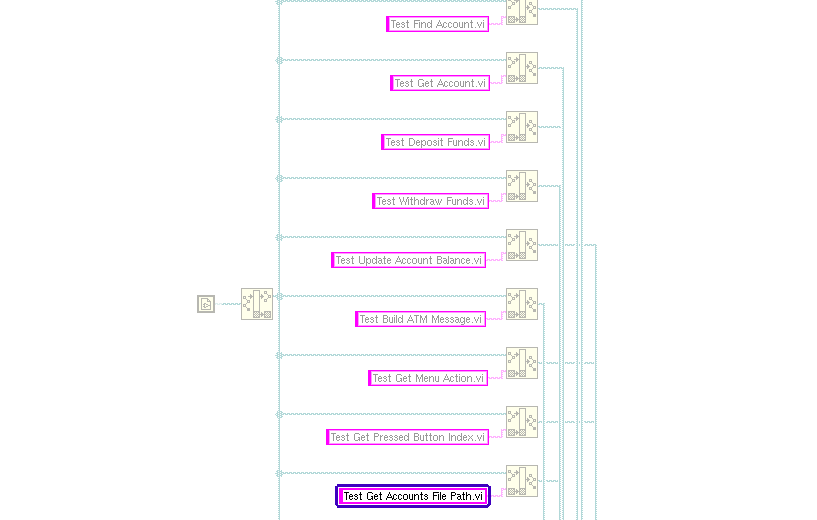 Test Find Account.vi
Test Get Account.vi
Test Deposit Funds.vi
Test Withdraw Funds.vi
Test Update Account Balance.vi
Test Build ATM Message.vi
Test Get Menu Action.vi
Test Get Pressed Button Index.vi
Test Get Accounts File Path.vi